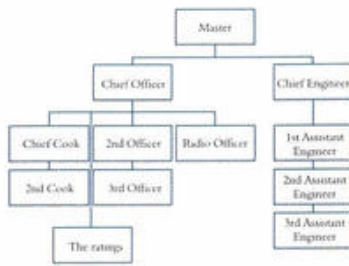 Master
Chief Officer
Chief Engineer
Chief Cook
2nd Officer
Radio Officer
1st Assistant
Engineer
2nd Cook
3rd Officer
2nd Assistant
Engineer
The ratings
3rd Assistant
Engineer